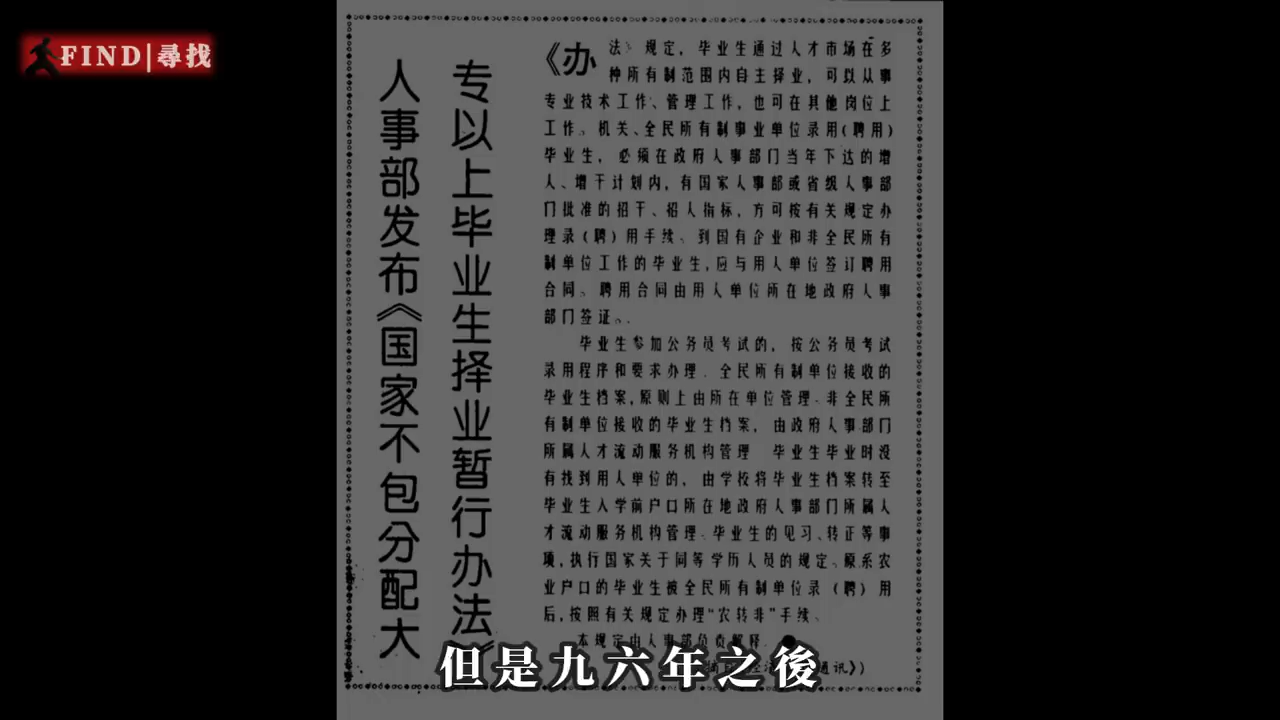 FIND|尋找
人事部发布《国家不包分配大
专以上毕业生择业暂行办法》
《办法》规定，毕业生通过人才市场在多
种所有制范围内自主择业，可以从事
专业技术工作、管理工作，也可在其他岗位上
工作。机关、全民所有制事业单位录用(聘用)
毕业生，必须在政府人事部门当年下达的增
人、增干计划内，有国家人事部或省级人事部
门批准的招干、招人指标，方可按有关规定办
理录(聘)用手续、到国有企业和非全民所有
制单位工作的毕业生，应与用人单位签订聘用
合同、聘用合同由用人单位所在地政府人事
部门签证。
毕业生参加公务员考试的，按公务员考试
录用程序和要求办理．全民所有制单位接收的
毕业生档案，原则上由所在单位管理、非全民所
有制单位接收的毕业生档案，由政府人事部门
所属人才流动服务机构管理 毕业生毕业时没
有找到用人单位的，由学校将毕业生档案转至
毕业生入学前户口所在地政府人事部门所属人
才流动服务机构管理、毕业生的见习、转正等事
项，执行国家关于同等学历人员的规定、原系农
业户口的毕业生被全民所有制单位录(聘)用
后，按照有关规定办理“农转非”手续、
本规定由人事部负责解释．●
通讯》)
但是九六年之後